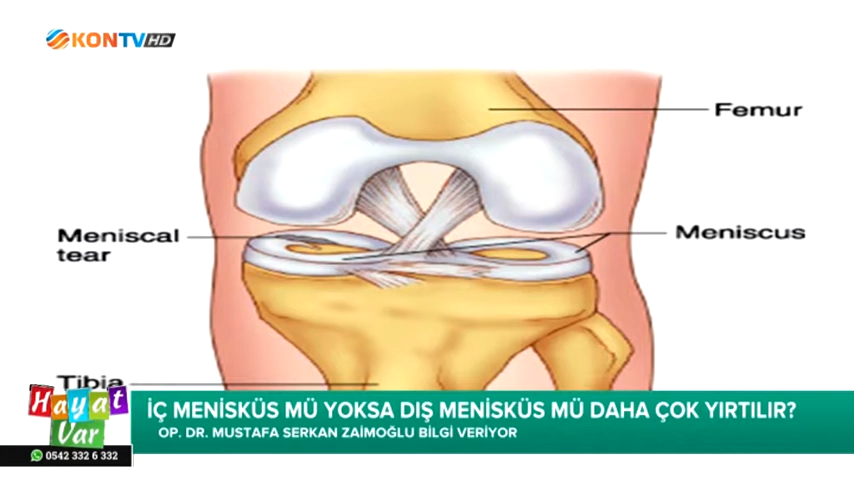 KONTV HD
Femur
Meniscal
tear
Meniscus
Tibia
Hayat
Var
İÇ MENİSKÜS MÜ YOKSA DIŞ MENİSKÜS MÜ DAHA ÇOK YIRTILIR?
OP. DR. MUSTAFA SERKAN ZAİMOĞLU BİLGİ VERİYOR
0542 332 6 332